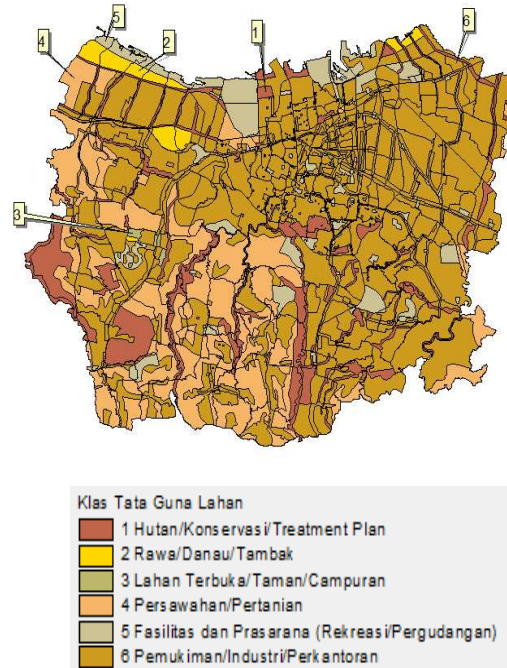 5
4
2
1
6
3
Klas Tata Guna Lahan
1 Hutan/Konservasi/Treatment Plan
2 Rawa/Danau/Tambak
3 Lahan Terbuka/Taman/Campuran
4 Persawahan/Pertanian
5 Fasilitas dan Prasarana (Rekreasi/Pergudangan)
6 Pemukiman/Industri/Perkantoran